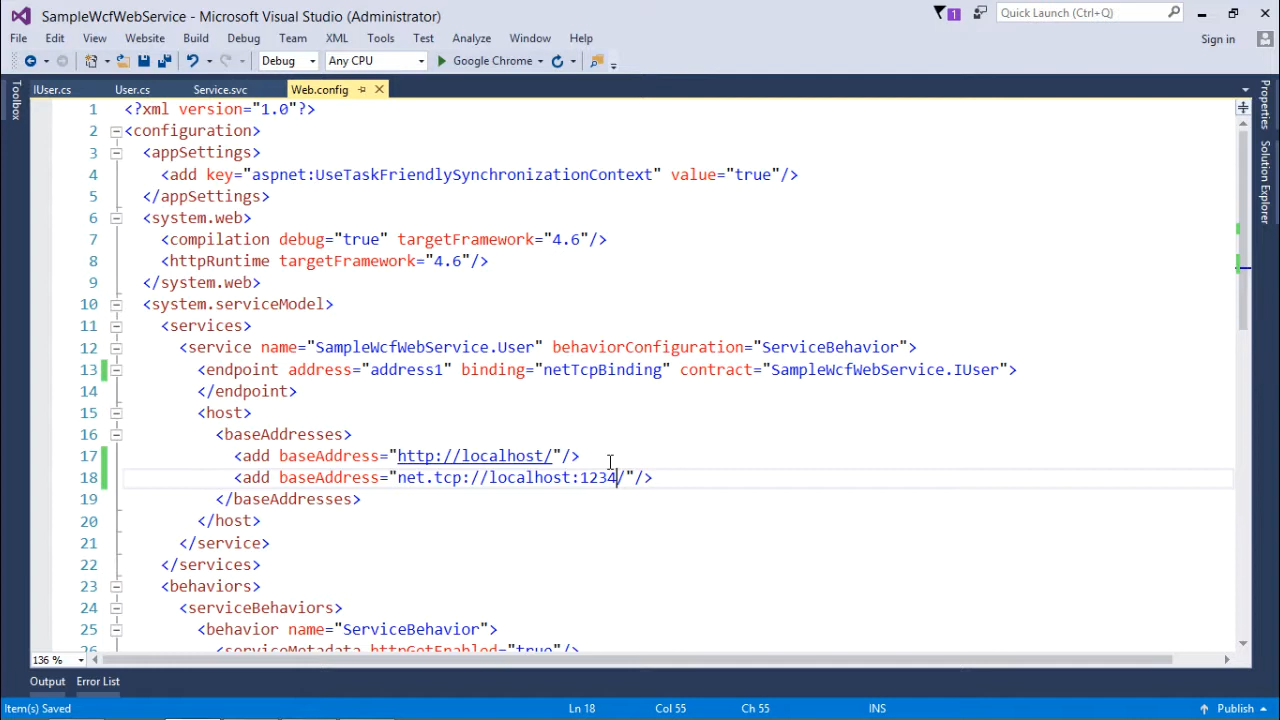 SampleWcfWebService - Microsoft Visual Studio (Administrator)
1
Quick Launch (Ctrl+Q)
File Edit View Website Build Debug Team XML Tools Test Analyze Window Help
Sign in
Debug Any CPU Google Chrome
Toolbox
IUser.cs User.cs Service.svc Web.config
Properties
Solution Explorer
1 <?xml version="1.0"?>
2 <configuration>
3 <appSettings>
4 <add key="aspnet:UseTaskFriendlySynchronizationContext" value="true"/>
5 </appSettings>
6 <system.web>
7 <compilation debug="true" targetFramework="4.6"/>
8 <httpRuntime targetFramework="4.6"/>
9 </system.web>
10 <system.serviceModel>
11 <services>
12 <service name="SampleWcfWebService.User" behaviorConfiguration="ServiceBehavior">
13 <endpoint address="address1" binding="netTcpBinding" contract="SampleWcfWebService.IUser">
14 </endpoint>
15 <host>
16 <baseAddresses>
17 <add baseAddress="http://localhost/"/>
18 <add baseAddress="net.tcp://localhost:1234/"/>
19 </baseAddresses>
20 </host>
21 </service>
22 </services>
23 <behaviors>
24 <serviceBehaviors>
25 <behavior name="ServiceBehavior">
26 <serviceMetadata httpGetEnabled="true"/>
136 %
Output Error List
Item(s) Saved Ln 18 Col 55 Ch 55 INS Publish